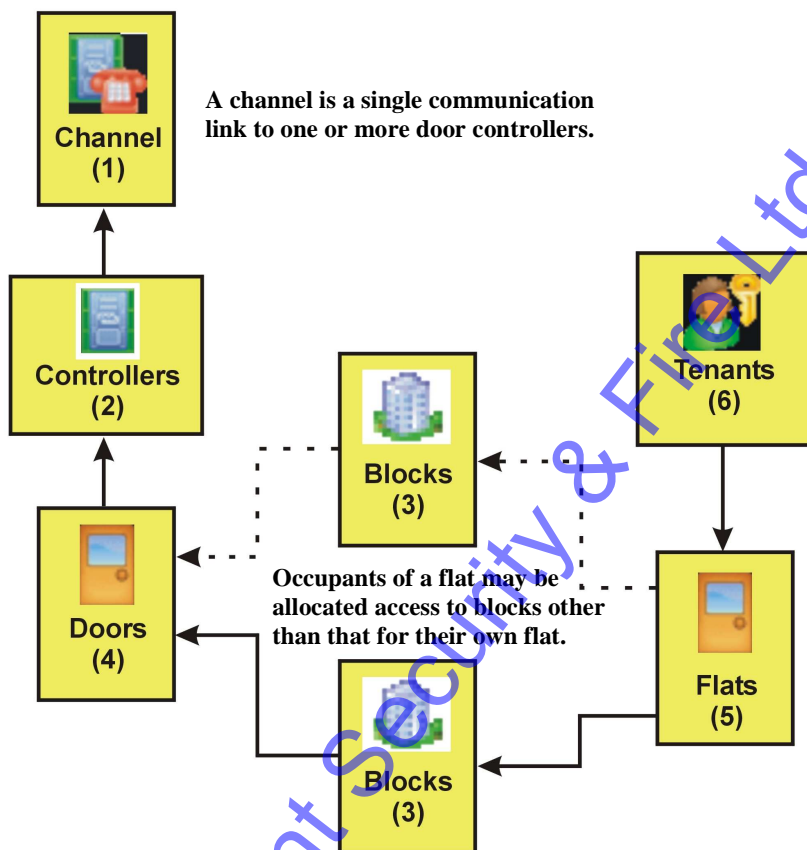 Channel
(1)
A channel is a single communication
link to one or more door controllers.
Controllers
(2)
Blocks
(3)
Tenants
(6)
Doors
(4)
Occupants of a flat may be
allocated access to blocks other
than that for their own flat.
Flats
(5)
Blocks
(3)
nt Security & Fire Ltd